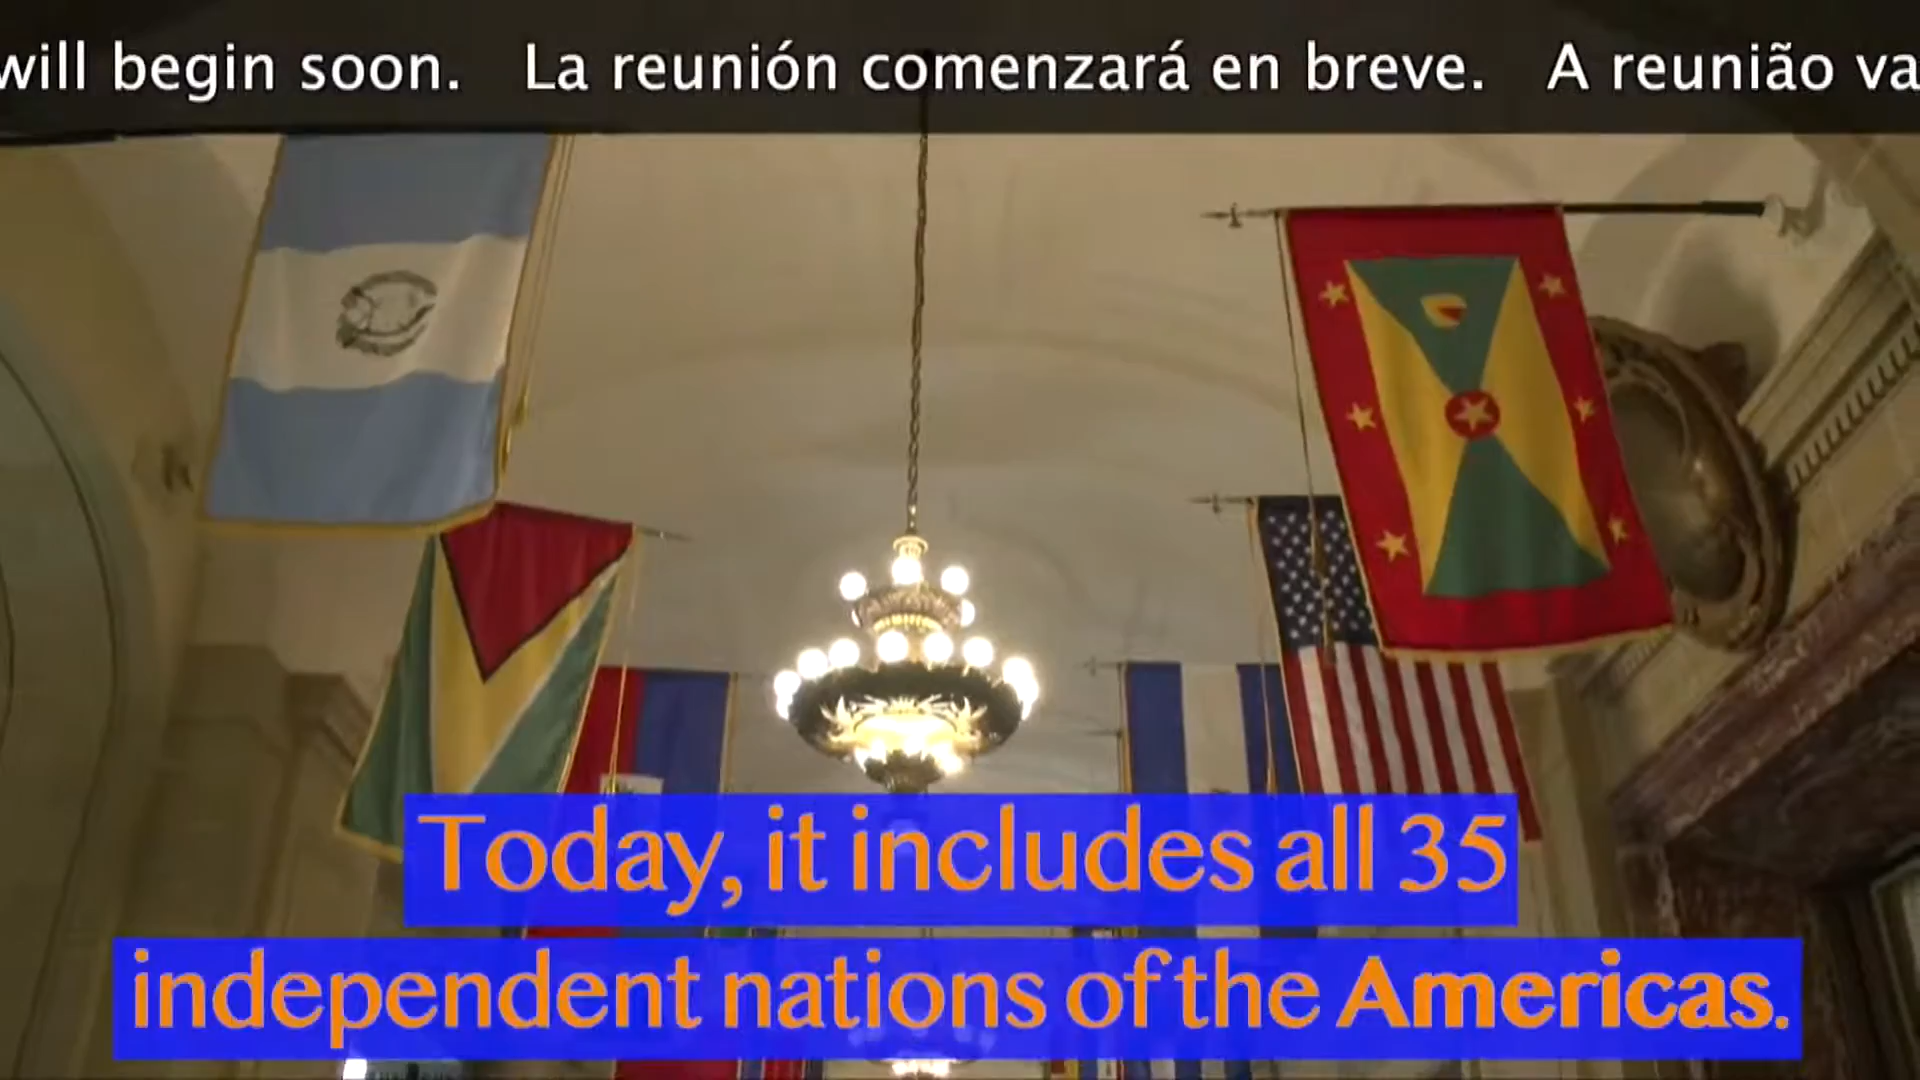 will begin soon. La reunión comenzará en breve. A reunião va
Today, it includes all 35
independent nations of the Americas.